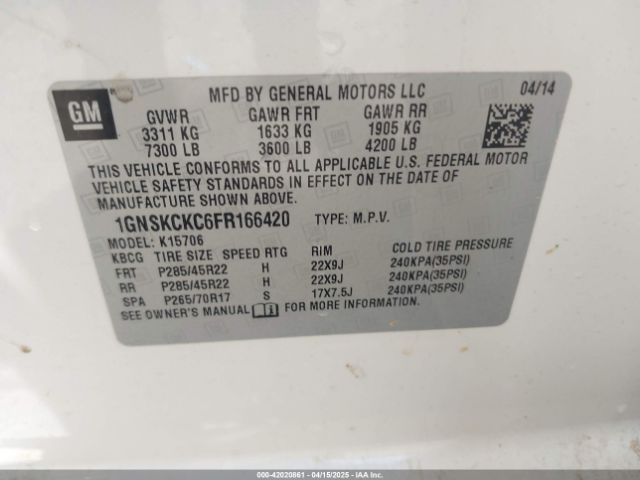 GM
MFD BY GENERAL MOTORS LLC 04/14
GVWR GAWR FRT GAWR RR
3311 KG 1633 KG 1905 KG
7300 LB 3600 LB 4200 LB
THIS VEHICLE CONFORMS TO ALL APPLICABLE U.S. FEDERAL MOTOR
VEHICLE SAFETY STANDARDS IN EFFECT ON THE DATE OF
MANUFACTURE SHOWN ABOVE.
1GNSKCKC6FR166420 TYPE: M.P.V.
MODEL: K15706
KBCG TIRE SIZE SPEED RTG RIM COLD TIRE PRESSURE
FRT P285/45R22 H 22X9J 240KPA(35PSI)
RR P285/45R22 H 22X9J 240KPA(35PSI)
SPA P265/70R17 S 17X7.5J 240KPA(35PSI)
SEE OWNER'S MANUAL FOR MORE INFORMATION.
000-42020861 04/15/2025 Copyright IAA, LLC